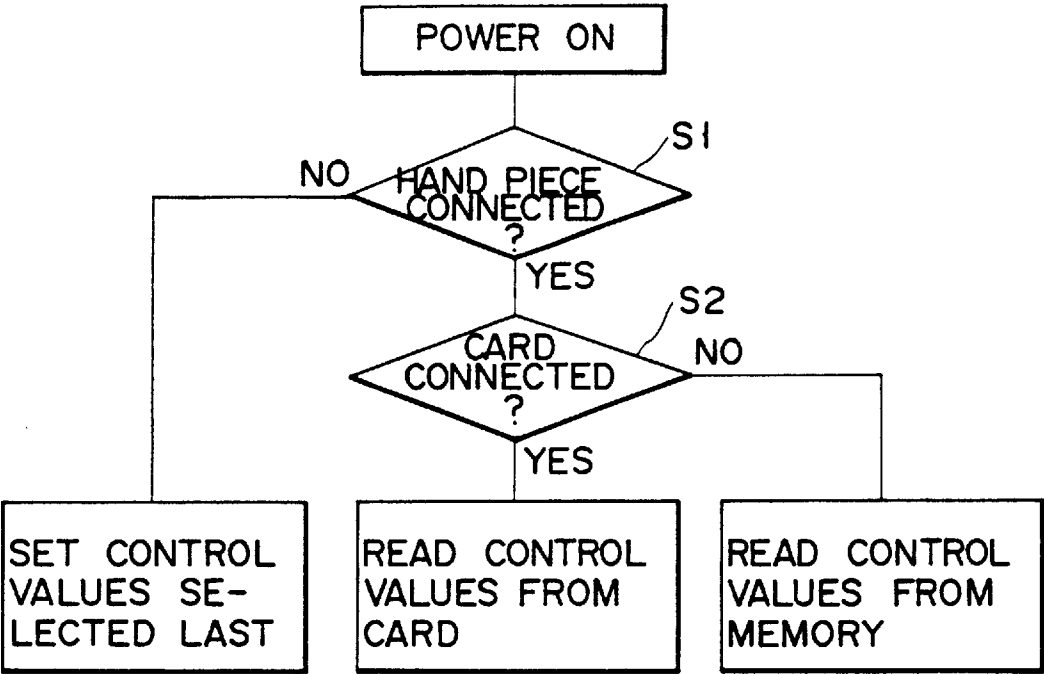 POWER ON
S1
NO
HAND PIECE
CONNECTED
?
YES
S2
CARD
CONNECTED
?
NO
YES
SET CONTROL
VALUES SE-
LECTED LAST
READ CONTROL
VALUES FROM
CARD
READ CONTROL
VALUES FROM
MEMORY